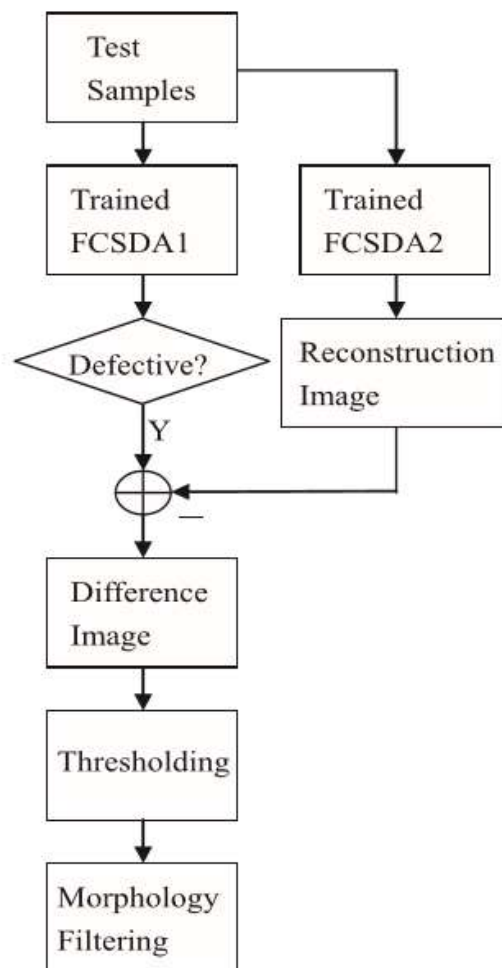 Test
Samples
Trained
FCSDA1
Trained
FCSDA2
Defective?
Reconstruction
Image
Y
—
Difference
Image
Thresholding
Morphology
Filtering